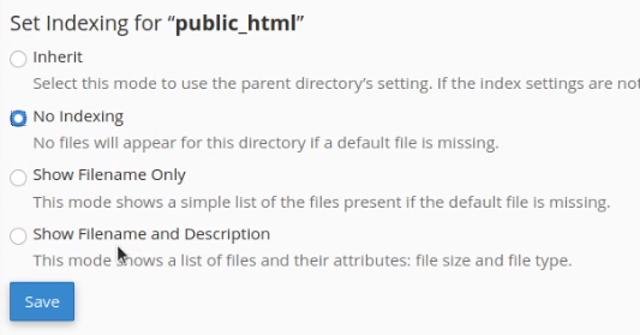 Set Indexing for “public_html”
Inherit
Select this mode to use the parent directory’s setting. If the index settings are not
No Indexing
No files will appear for this directory if a default file is missing.
Show Filename Only
This mode shows a simple list of the files present if the default file is missing.
Show Filename and Description
This mode shows a list of files and their attributes: file size and file type.
Save